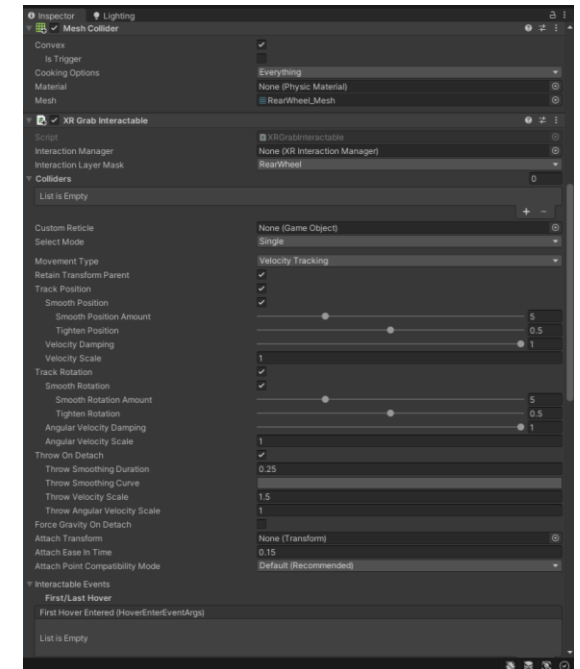 Inspector Lighting
Mesh Collider
Convex
Is Trigger
Cooking Options Everything
Material None (Physic Material)
Mesh RearWheel_Mesh
XR Grab Interactable
Script XRGrabInteractable
Interaction Manager None (XR Interaction Manager)
Interaction Layer Mask RearWheel
Colliders 0
List is Empty
+ -
Custom Reticle None (Game Object)
Select Mode Single
Movement Type Velocity Tracking
Retain Transform Parent
Track Position
Smooth Position
Smooth Position Amount 5
Tighten Position 0.5
Velocity Damping 1
Velocity Scale 1
Track Rotation
Smooth Rotation
Smooth Rotation Amount 5
Tighten Rotation 0.5
Angular Velocity Damping 1
Angular Velocity Scale 1
Throw On Detach
Throw Smoothing Duration 0.25
Throw Smoothing Curve
Throw Velocity Scale 1.5
Throw Angular Velocity Scale 1
Force Gravity On Detach
Attach Transform None (Transform)
Attach Ease In Time 0.15
Attach Point Compatibility Mode Default (Recommended)
Interactable Events
First/Last Hover
First Hover Entered (HoverEnterEventArgs)
List is Empty